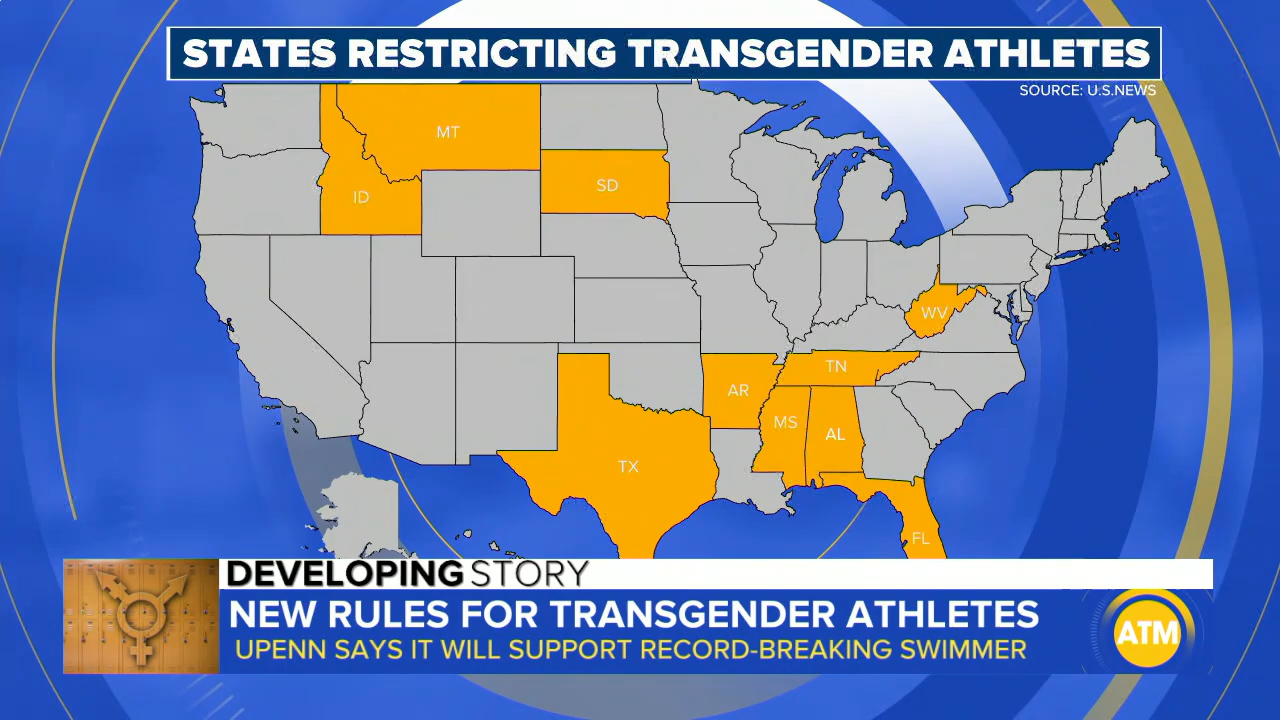 STATES RESTRICTING TRANSGENDER ATHLETES
SOURCE: U.S.NEWS
MT
ID
SD
WV
TN
AR
MS
AL
TX
FL
DEVELOPING STORY
NEW RULES FOR TRANSGENDER ATHLETES
UPENN SAYS IT WILL SUPPORT RECORD-BREAKING SWIMMER
ATM